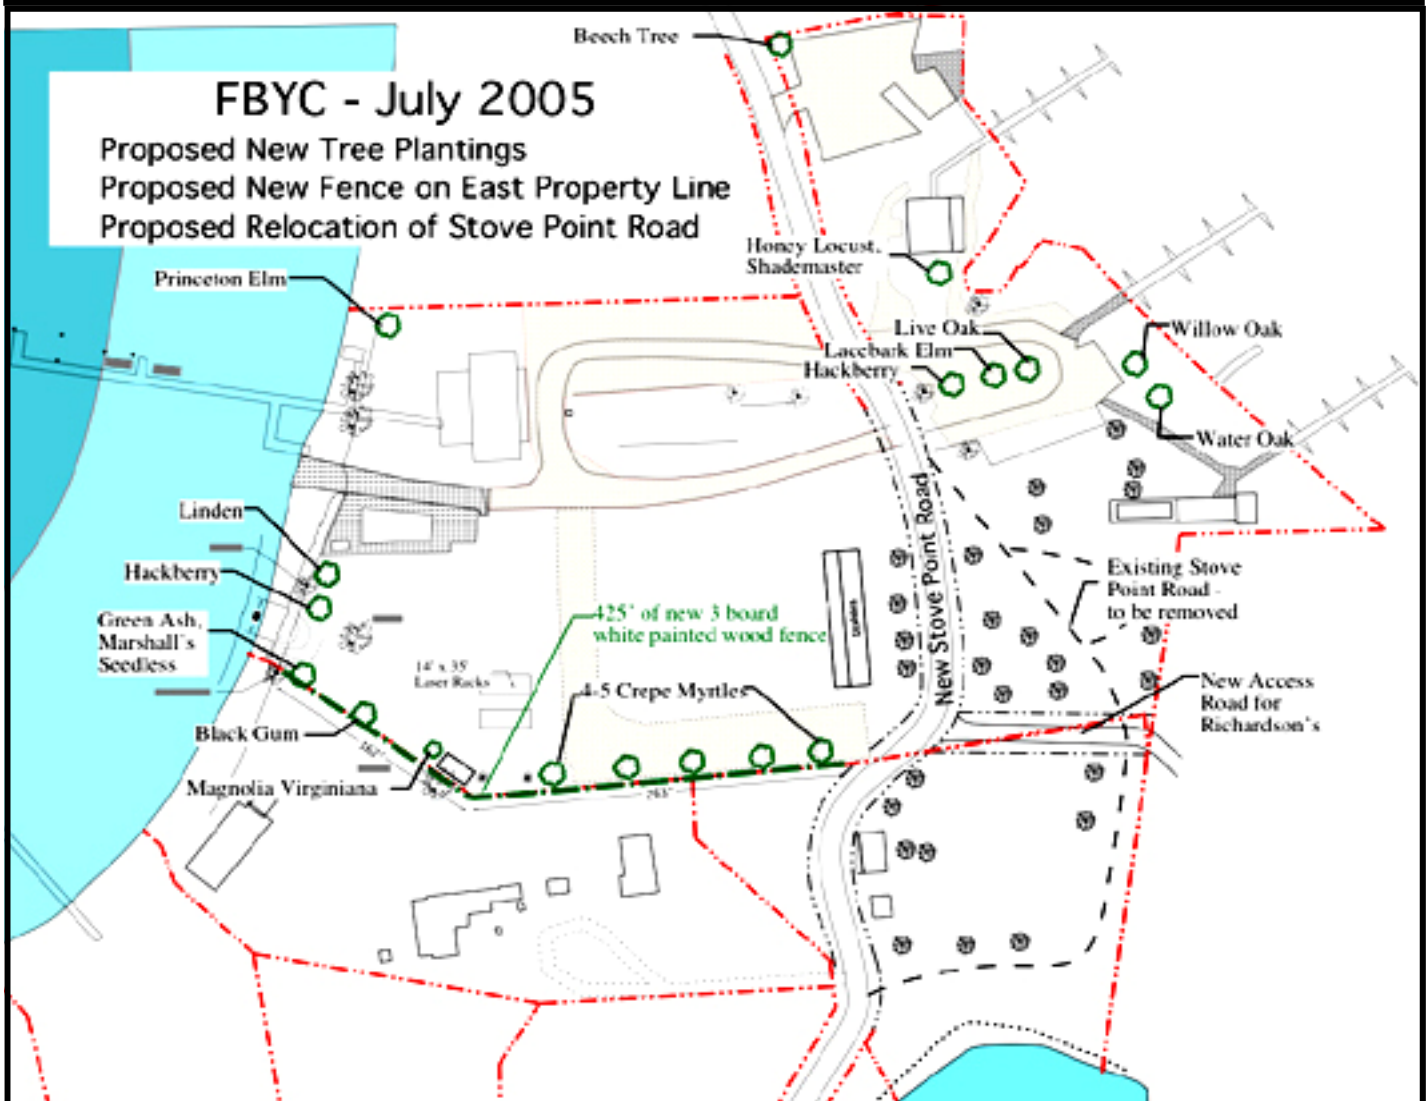 FBYC - July 2005
Proposed New Tree Plantings
Proposed New Fence on East Property Line
Proposed Relocation of Stove Point Road
Beech Tree
Honey Locust,
Shademaster
Princeton Elm
Live Oak
Lacebark Elm
Hackberry
Willow Oak
Water Oak
Linden
Hackberry
Green Ash,
Marshall's
Seedless
Black Gum
Magnolia Virginiana
14' x 35'
Laser Racks
425' of new 3 board
white painted wood fence
4-5 Crepe Myrtles
New Stove Point Road
Existing Stove
Point Road -
to be removed
New Access
Road for
Richardson's
162'